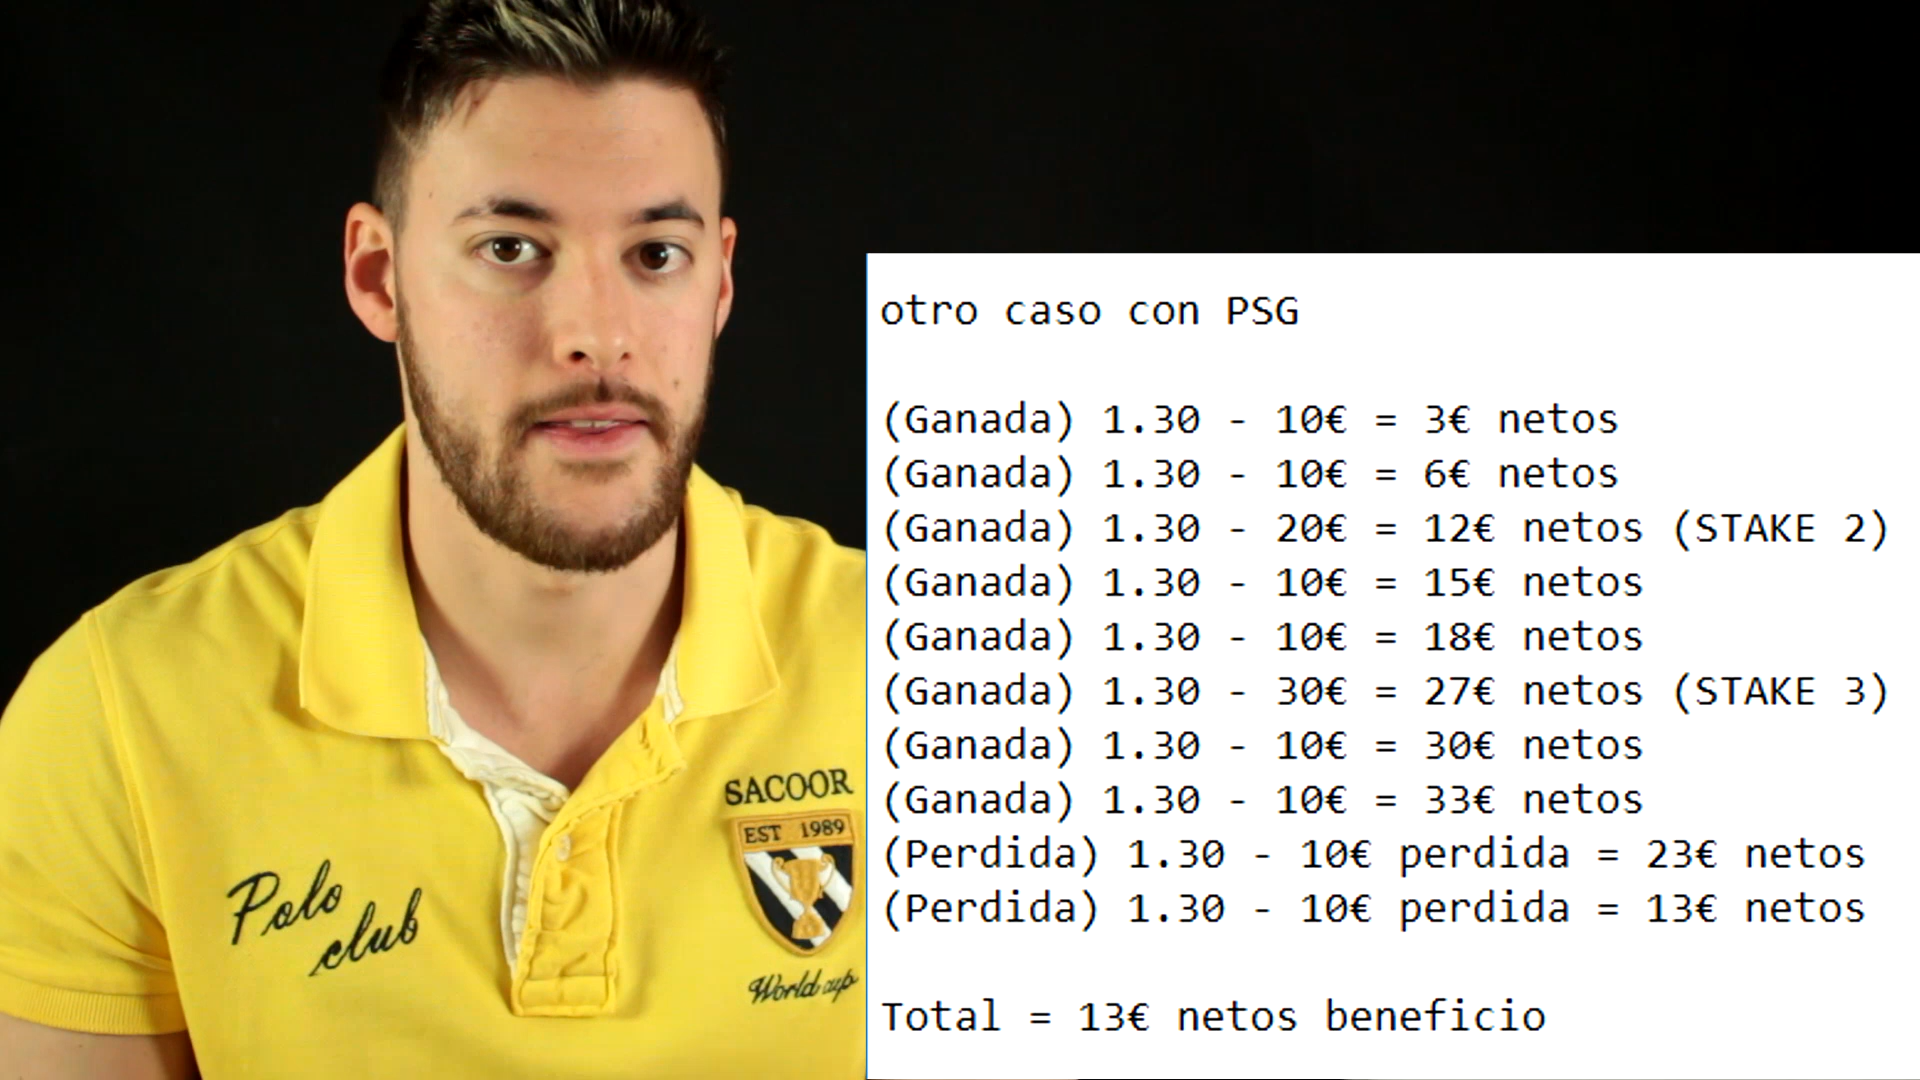 otro caso con PSG
(Ganada) 1.30 - 10€ = 3€ netos
(Ganada) 1.30 - 10€ = 6€ netos
(Ganada) 1.30 - 20€ = 12€ netos (STAKE 2)
(Ganada) 1.30 - 10€ = 15€ netos
(Ganada) 1.30 - 10€ = 18€ netos
(Ganada) 1.30 - 30€ = 27€ netos (STAKE 3)
(Ganada) 1.30 - 10€ = 30€ netos
(Ganada) 1.30 - 10€ = 33€ netos
(Perdida) 1.30 - 10€ perdida = 23€ netos
(Perdida) 1.30 - 10€ perdida = 13€ netos
Total = 13€ netos beneficio
SACOOR
EST 1989
World cup
Polo
club